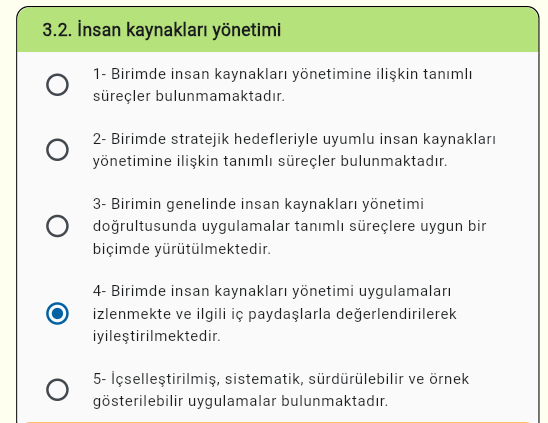 3.2. İnsan kaynakları yönetimi
1- Birimde insan kaynakları yönetimine ilişkin tanımlı
süreçler bulunmamaktadır.
2- Birimde stratejik hedefleriyle uyumlu insan kaynakları
yönetimine ilişkin tanımlı süreçler bulunmaktadır.
3- Birimin genelinde insan kaynakları yönetimi
doğrultusunda uygulamalar tanımlı süreçlere uygun bir
biçimde yürütülmektedir.
4- Birimde insan kaynakları yönetimi uygulamaları
izlenmekte ve ilgili iç paydaşlarla değerlendirilerek
iyileştirilmektedir.
5- İçselleştirilmiş, sistematik, sürdürülebilir ve örnek
gösterilebilir uygulamalar bulunmaktadır.